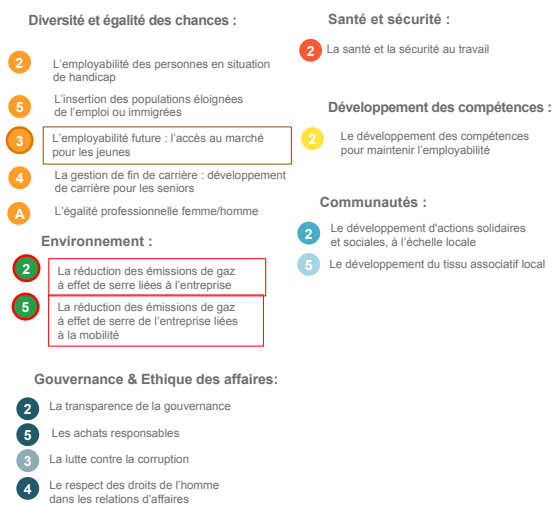 Diversité et égalité des chances :
2 L'employabilité des personnes en situation
de handicap
5 L'insertion des populations éloignées
de l'emploi ou immigrées
3 L'employabilité future : l'accès au marché
pour les jeunes
4 La gestion de fin de carrière : développement
de carrière pour les seniors
A L'égalité professionnelle femme/homme
Environnement :
2 La réduction des émissions de gaz
à effet de serre liées à l'entreprise
5 La réduction des émissions de gaz
à effet de serre de l'entreprise liées
à la mobilité
Gouvernance & Ethique des affaires:
2 La transparence de la gouvernance
5 Les achats responsables
3 La lutte contre la corruption
4 Le respect des droits de l'homme
dans les relations d'affaires
Santé et sécurité :
2 La santé et la sécurité au travail
Développement des compétences :
2 Le développement des compétences
pour maintenir l'employabilité
Communautés :
2 Le développement d'actions solidaires
et sociales, à l'échelle locale
5 Le développement du tissu associatif local